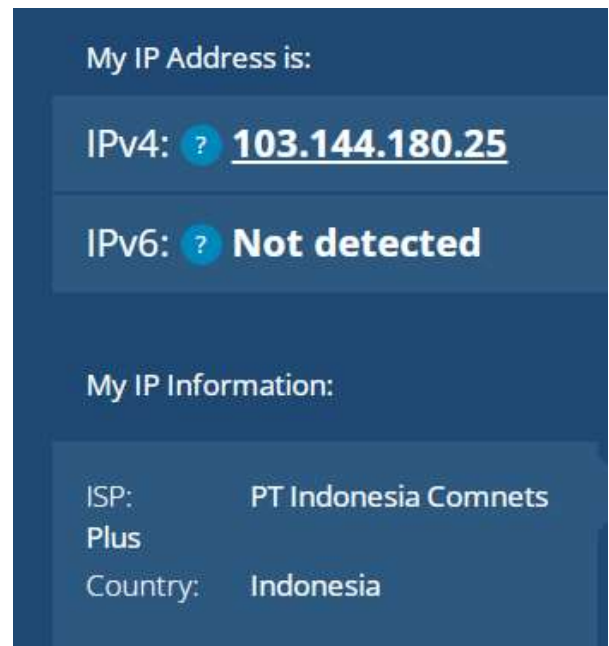 My IP Address is:
IPv4: ? 103.144.180.25
IPv6: ? Not detected
My IP Information:
ISP: PT Indonesia Comnets
Plus
Country: Indonesia